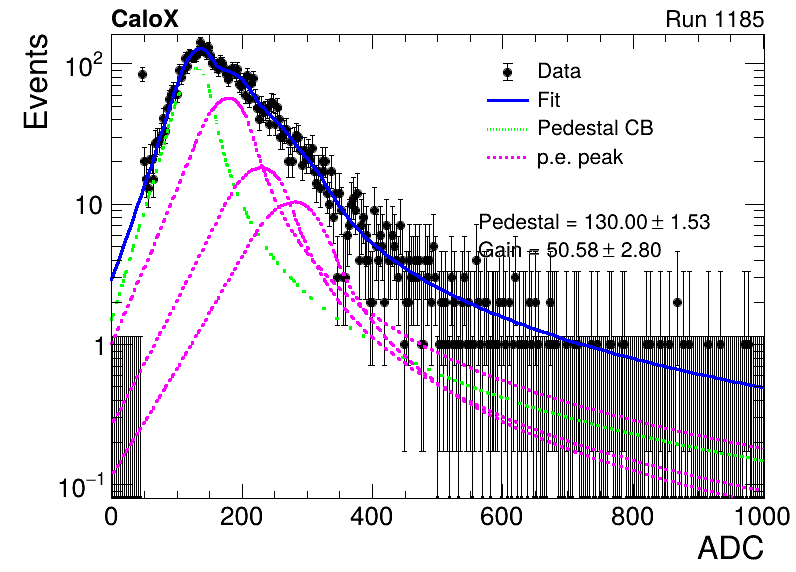 CaloX Run 1185
Events
Data
Fit
Pedestal CB
p.e. peak
Pedestal = 130.00 ± 1.53
Gain = 50.58 ± 2.80
10²
10
1
10⁻¹
0 200 400 600 800 1000
ADC